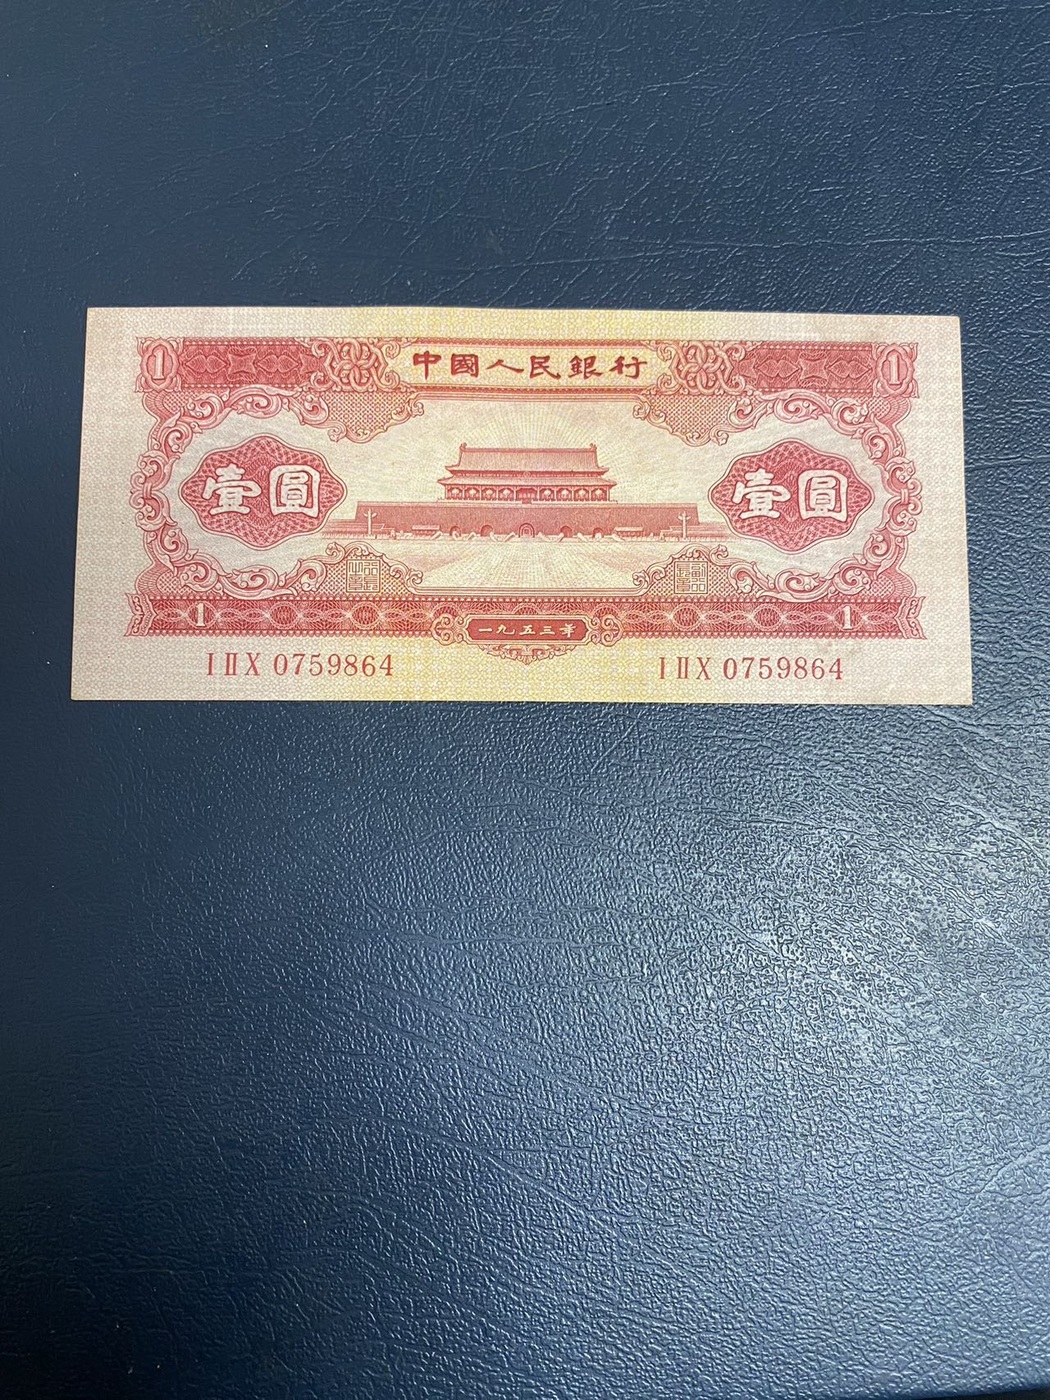 1 中國人民銀行 1
壹圓 壹圓
1 一九五三年 1
I II X 0759864 I II X 0759864